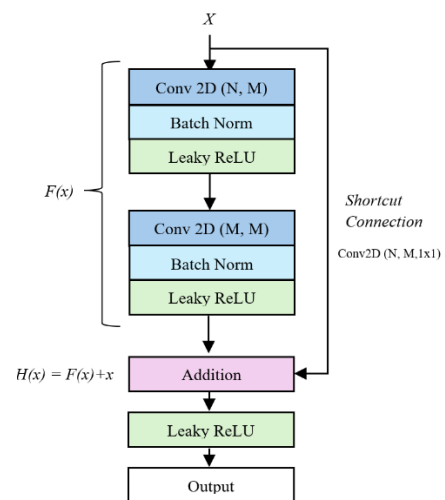 X
Conv 2D (N, M)
Batch Norm
Leaky ReLU
F(x)
Shortcut
Connection
Conv2D (N, M,1x1)
Conv 2D (M, M)
Batch Norm
Leaky ReLU
H(x) = F(x)+x
Addition
Leaky ReLU
Output